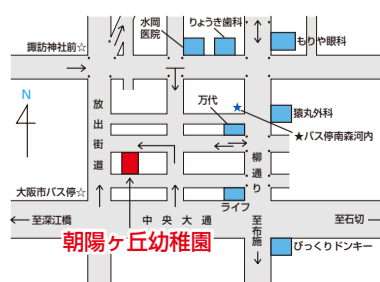 水岡
医院
りょうき歯科
もりや眼科
諏訪神社前☆
N
放出街道
万代
★
猿丸外科
★バス停南森河内
柳通り
大阪市バス停☆
ライフ
←至深江橋
中央大通
至布施
至石切→
朝陽ヶ丘幼稚園
びっくりドンキー